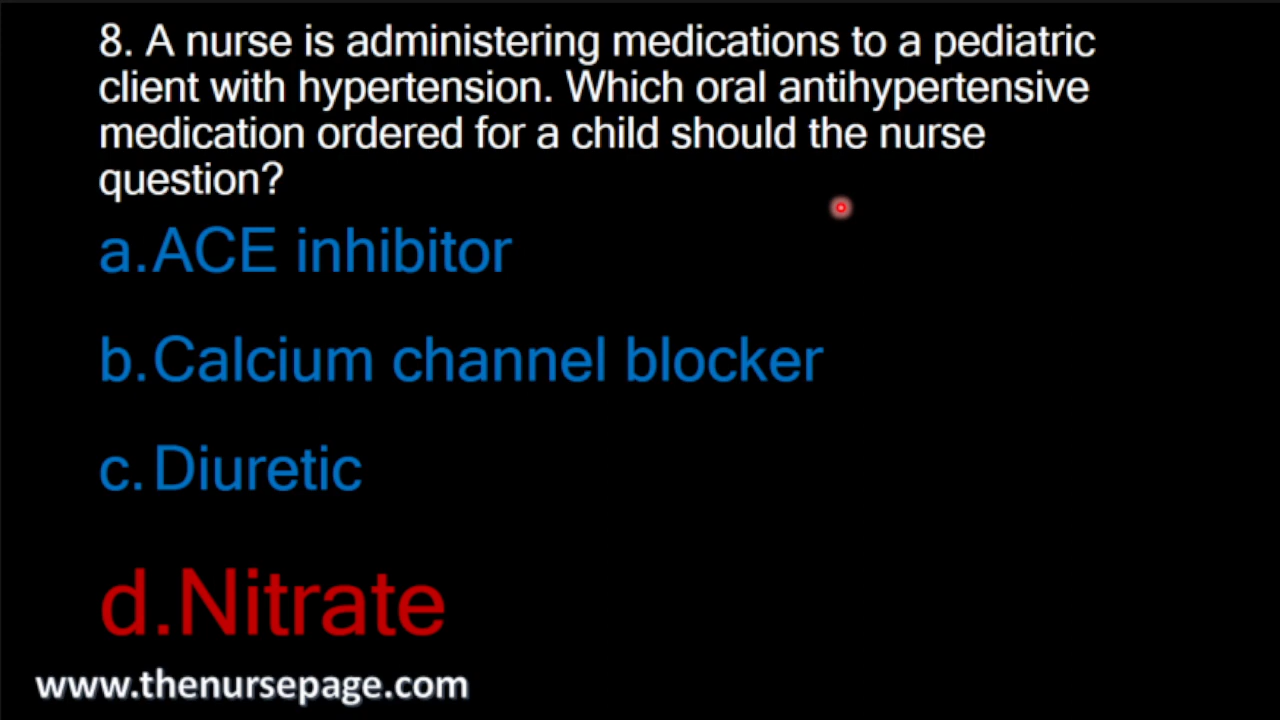 8. A nurse is administering medications to a pediatric
client with hypertension. Which oral antihypertensive
medication ordered for a child should the nurse
question?
a. ACE inhibitor
b. Calcium channel blocker
c. Diuretic
d. Nitrate
www.thenursepage.com